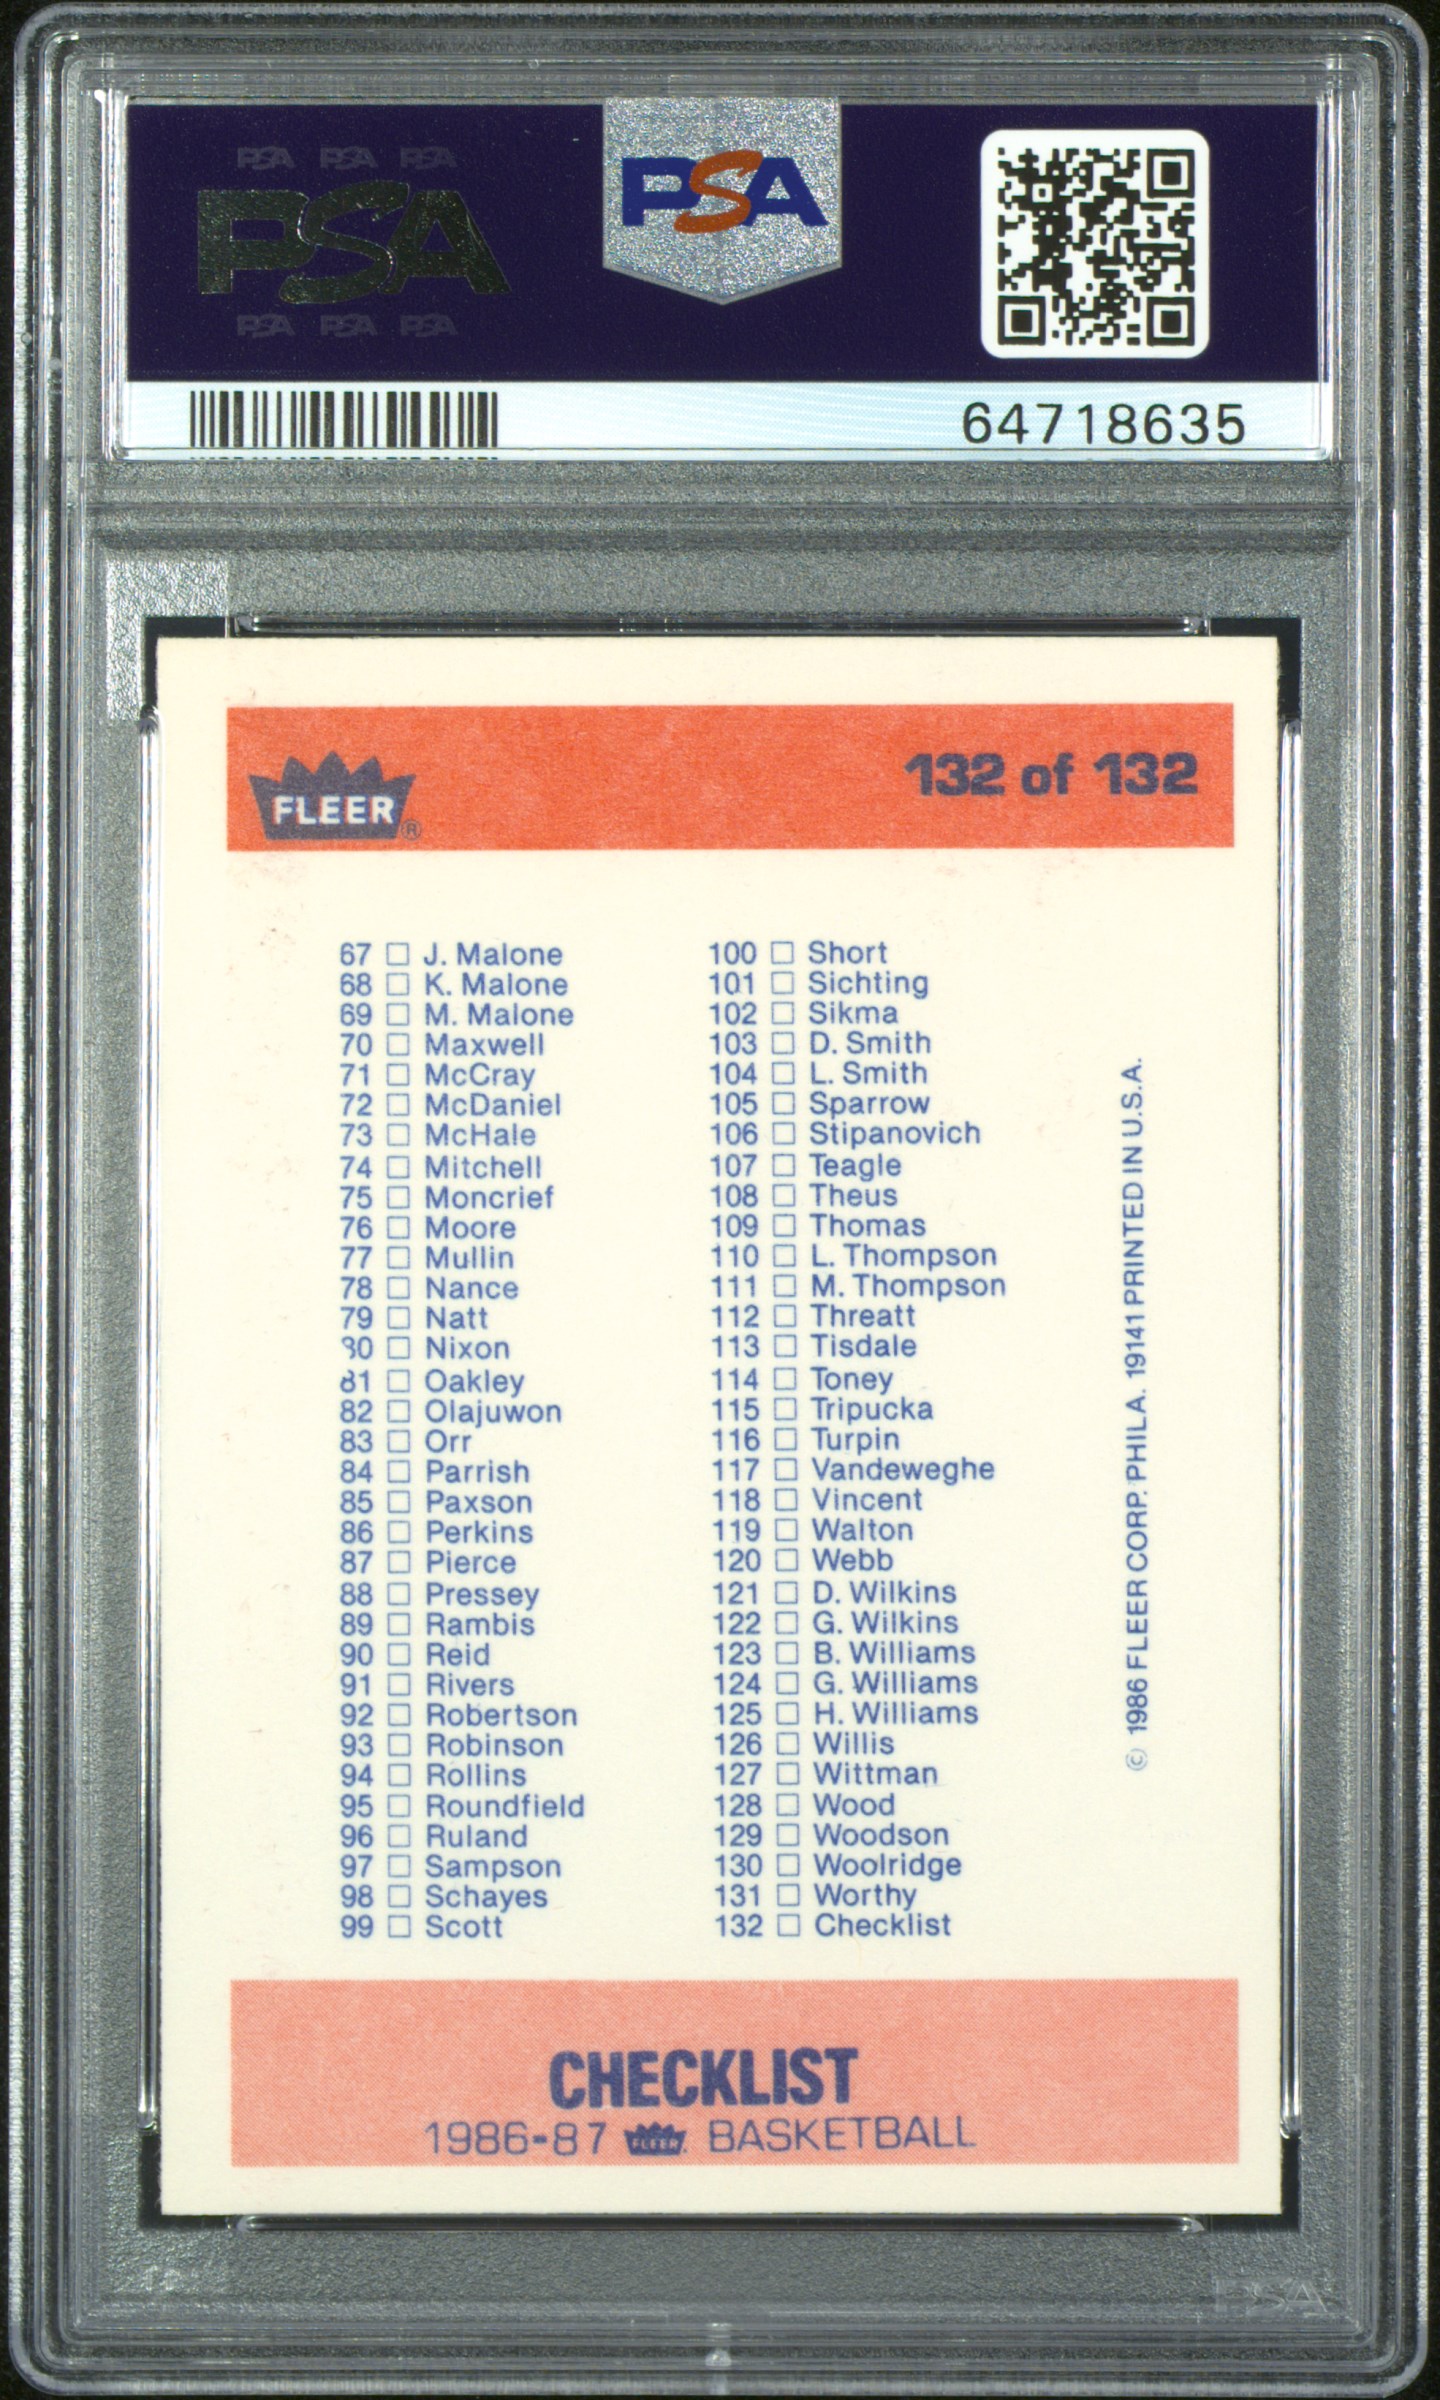 PSA PSA PSA
PSA
PSA PSA PSA
PSA
64718635
FLEER®
132 of 132
67 □ J. Malone
68 □ K. Malone
69 □ M. Malone
70 □ Maxwell
71 □ McCray
72 □ McDaniel
73 □ McHale
74 □ Mitchell
75 □ Moncrief
76 □ Moore
77 □ Mullin
78 □ Nance
79 □ Natt
80 □ Nixon
81 □ Oakley
82 □ Olajuwon
83 □ Orr
84 □ Parrish
85 □ Paxson
86 □ Perkins
87 □ Pierce
88 □ Pressey
89 □ Rambis
90 □ Reid
91 □ Rivers
92 □ Robertson
93 □ Robinson
94 □ Rollins
95 □ Roundfield
96 □ Ruland
97 □ Sampson
98 □ Schayes
99 □ Scott
100 □ Short
101 □ Sichting
102 □ Sikma
103 □ D. Smith
104 □ L. Smith
105 □ Sparrow
106 □ Stipanovich
107 □ Teagle
108 □ Theus
109 □ Thomas
110 □ L. Thompson
111 □ M. Thompson
112 □ Threatt
113 □ Tisdale
114 □ Toney
115 □ Tripucka
116 □ Turpin
117 □ Vandeweghe
118 □ Vincent
119 □ Walton
120 □ Webb
121 □ D. Wilkins
122 □ G. Wilkins
123 □ B. Williams
124 □ G. Williams
125 □ H. Williams
126 □ Willis
127 □ Wittman
128 □ Wood
129 □ Woodson
130 □ Woolridge
131 □ Worthy
132 □ Checklist
© 1986 FLEER CORP. PHILA. 19141 PRINTED IN U.S.A.
CHECKLIST
1986-87 FLEER BASKETBALL
PSA